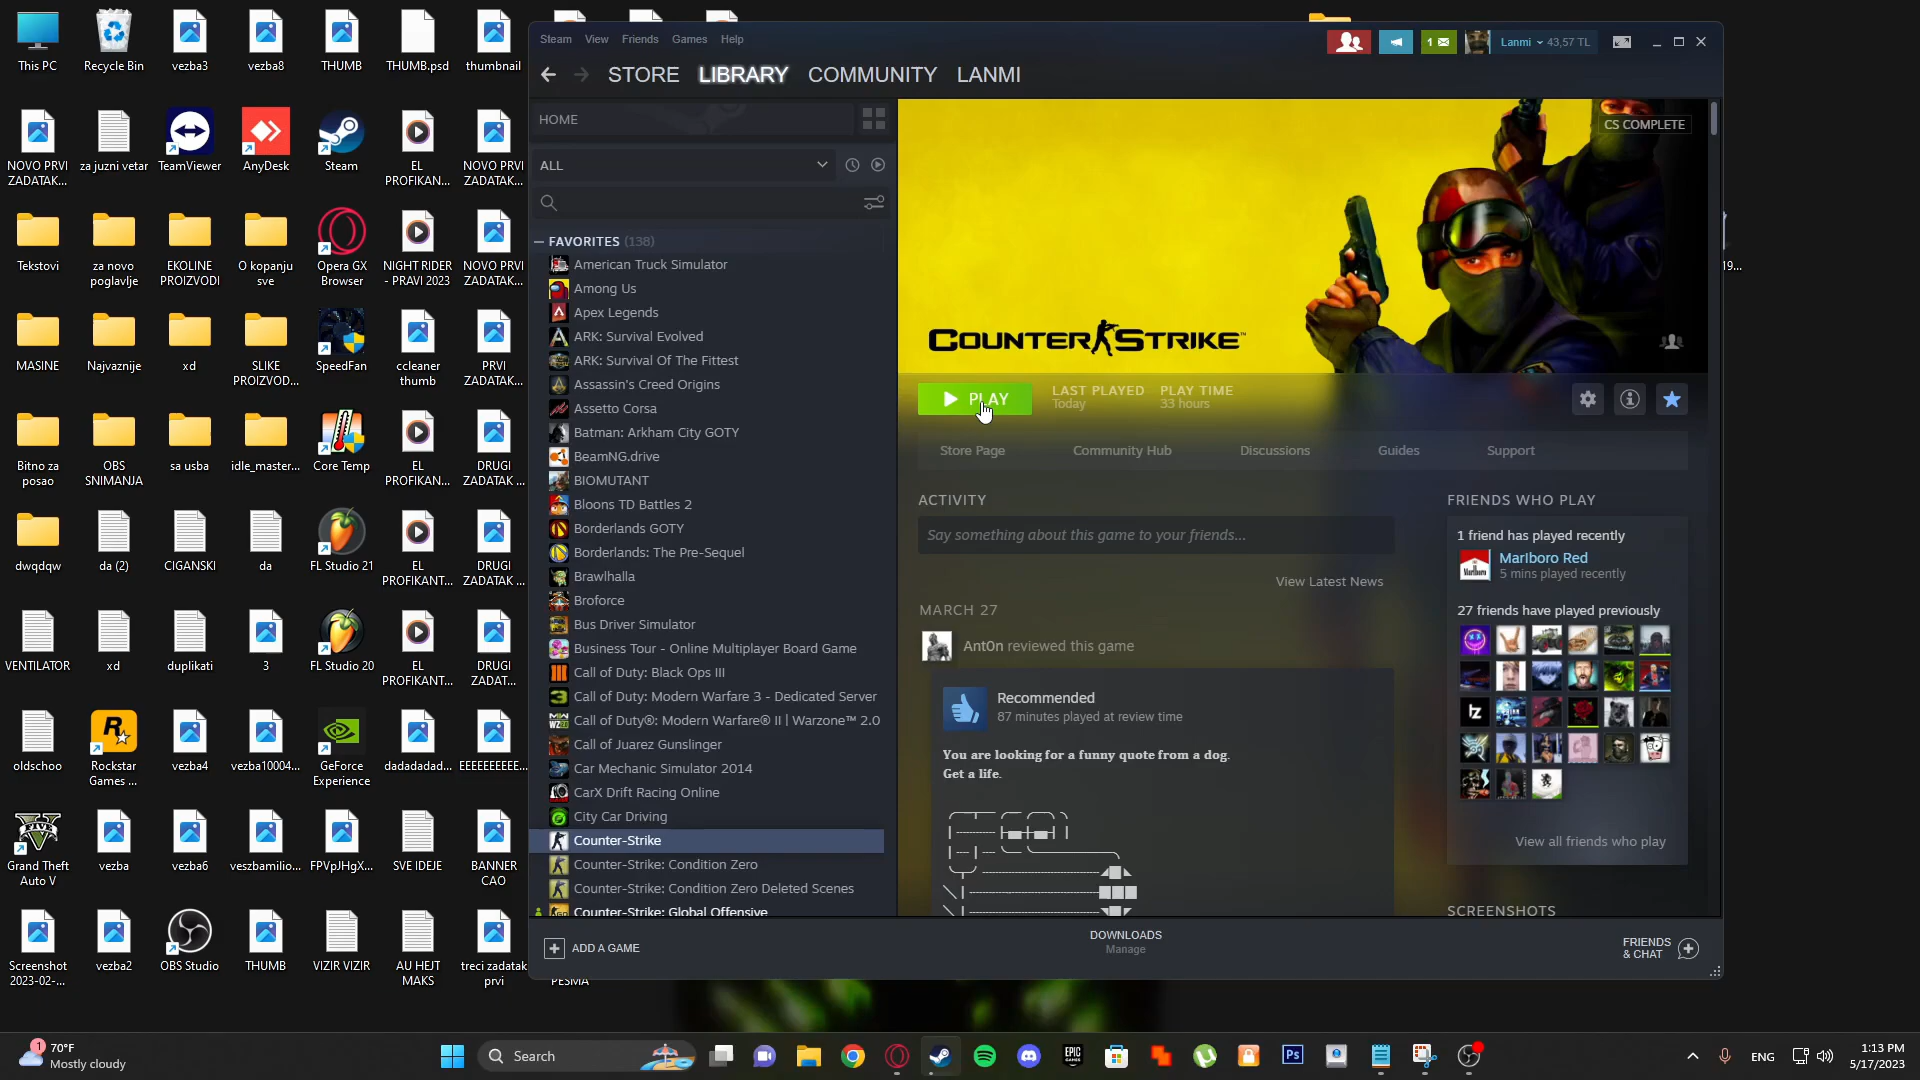 This PC
Recycle Bin
vezba3
vezba8
THUMB
THUMB.psd
thumbnail
NOVO PRVI
ZADATAK...
za juzni vetar
TeamViewer
AnyDesk
Steam
EL
PROFIKAN...
NOVO PRVI
ZADATAK...
Tekstovi
za novo
poglavlje
EKOLINE
PROIZVODI
O kopanju
sve
Opera GX
Browser
NIGHT RIDER
- PRAVI 2023
NOVO PRVI
ZADATAK...
MASINE
Najvaznije
xd
SLIKE
PROIZVOD...
SpeedFan
ccleaner
thumb
PRVI
ZADATAK...
Bitno za
posao
OBS
SNIMANJA
sa usba
idle_master...
Core Temp
EL
PROFIKAN...
DRUGI
ZADATAK ...
dwqdqw
da (2)
CIGANSKI
da
FL Studio 21
EL
PROFIKANT...
DRUGI
ZADATAK ...
VENTILATOR
xd
duplikati
3
FL Studio 20
EL
PROFIKANT...
DRUGI
ZADAT...
oldschoo
Rockstar
Games ...
vezba4
vezba10004...
GeForce
Experience
dadadadad...
EEEEEEEEEE...
Grand Theft
Auto V
vezba
vezba6
veszbamilio...
FPVpJHgX...
SVE IDEJE
BANNER
CAO
Screenshot
2023-02-...
vezba2
OBS Studio
THUMB
VIZIR VIZIR
AU HEJT
MAKS
treci zadatak
prvi
PESMA
19...
Steam View Friends Games Help
1
Lanmi 43,57 TL
STORE LIBRARY COMMUNITY LANMI
HOME
ALL
FAVORITES (138)
American Truck Simulator
Among Us
Apex Legends
ARK: Survival Evolved
ARK: Survival Of The Fittest
Assassin's Creed Origins
Assetto Corsa
Batman: Arkham City GOTY
BeamNG.drive
BIOMUTANT
Bloons TD Battles 2
Borderlands GOTY
Borderlands: The Pre-Sequel
Brawlhalla
Broforce
Bus Driver Simulator
Business Tour - Online Multiplayer Board Game
Call of Duty: Black Ops III
Call of Duty: Modern Warfare 3 - Dedicated Server
Call of Duty®: Modern Warfare® II | Warzone™ 2.0
Call of Juarez Gunslinger
Car Mechanic Simulator 2014
CarX Drift Racing Online
City Car Driving
Counter-Strike
Counter-Strike: Condition Zero
Counter-Strike: Condition Zero Deleted Scenes
Counter-Strike: Global Offensive
CS COMPLETE
COUNTER STRIKE™
PLAY
LAST PLAYED
Today
PLAY TIME
33 hours
Store Page
Community Hub
Discussions
Guides
Support
ACTIVITY
Say something about this game to your friends...
View Latest News
MARCH 27
Ant0n reviewed this game
Recommended
87 minutes played at review time
You are looking for a funny quote from a dog.
Get a life.
FRIENDS WHO PLAY
1 friend has played recently
Marlboro Red
5 mins played recently
27 friends have played previously
View all friends who play
SCREENSHOTS
ADD A GAME
DOWNLOADS
Manage
FRIENDS
& CHAT
1
70°F
Mostly cloudy
Search
EPIC
GAMES
Ps
ENG
1:13 PM
5/17/2023